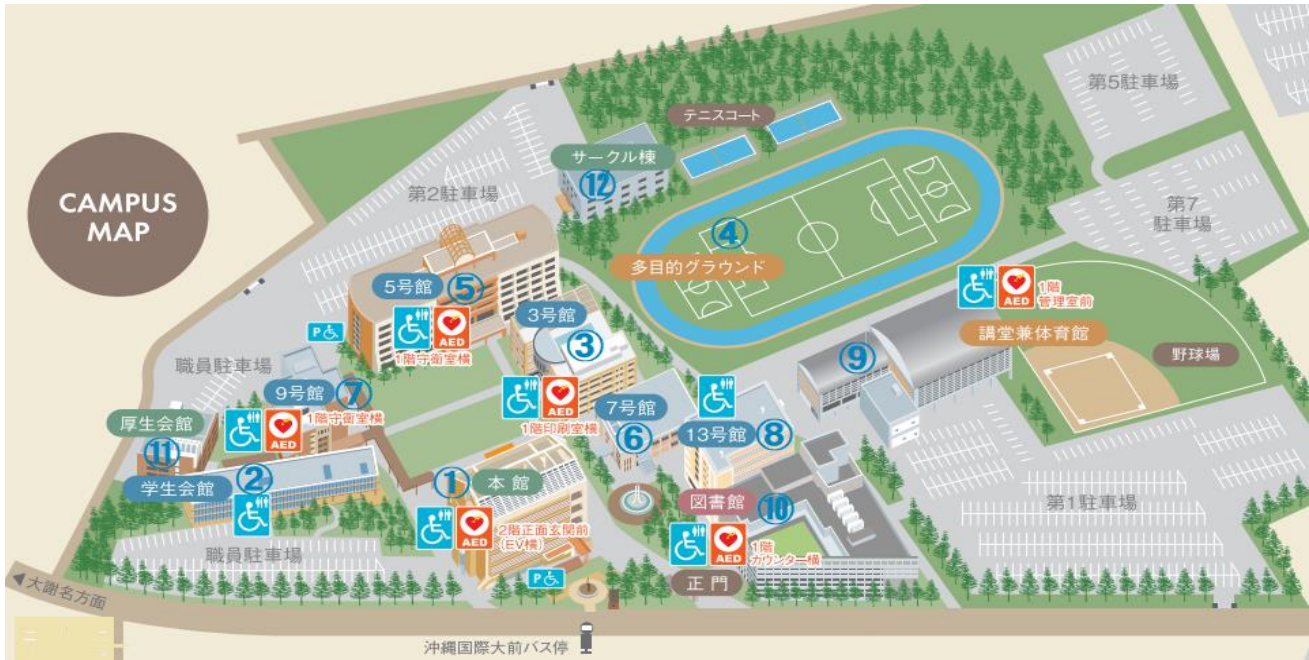 CAMPUS
MAP
テニスコート
第5駐車場
サークル棟
⑫
第2駐車場
第7
駐車場
④
多目的グラウンド
5号館
⑤
AED
1階守衛室横
P
3号館
③
AED
1階印刷室横
AED
1階
管理室前
講堂兼体育館
野球場
⑨
職員駐車場
9号館
⑦
AED
1階守衛室横
厚生会館
⑪
7号館
⑥
13号館
⑧
学生会館
②
①
本館
AED
2階正面玄関前
(EV横)
図書館
⑩
AED
1階
カウンター横
第1駐車場
職員駐車場
P
正門
大謝名方面
沖縄国際大前バス停